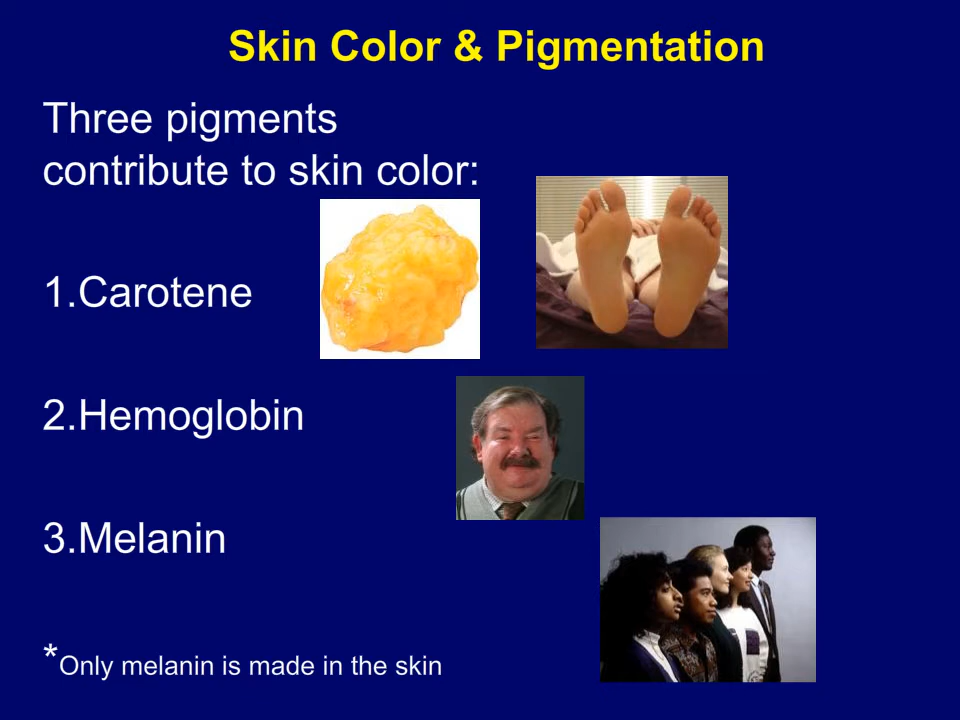 Skin Color & Pigmentation
Three pigments
contribute to skin color:
1.Carotene
2.Hemoglobin
3.Melanin
*Only melanin is made in the skin